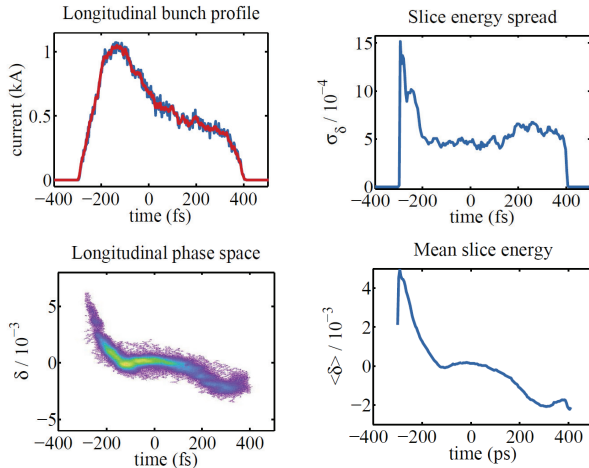 Longitudinal bunch profile
current (kA)
1
0.5
0
−400 −200 0 200 400
time (fs)
Slice energy spread
σδ / 10⁻⁴
15
10
5
0
−400 −200 0 200 400
time (fs)
Longitudinal phase space
δ / 10⁻³
5
0
−5
−400 −200 0 200 400
time (fs)
Mean slice energy
<δ> / 10⁻³
4
2
0
−2
−400 −200 0 200 400
time (ps)